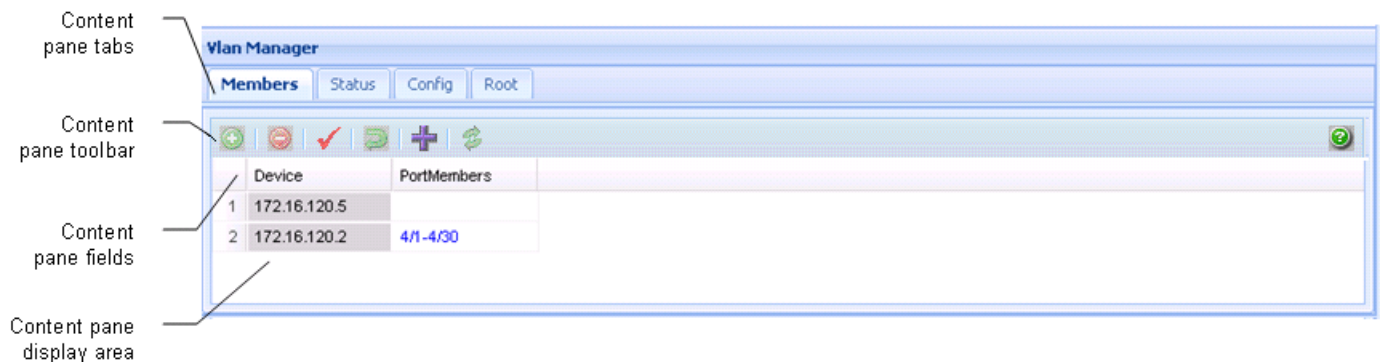 Content
pane tabs
Vlan Manager
Members Status Config Root
Content
pane toolbar
Device PortMembers
1 172.16.120.5
2 172.16.120.2 4/1-4/30
Content
pane fields
Content pane
display area